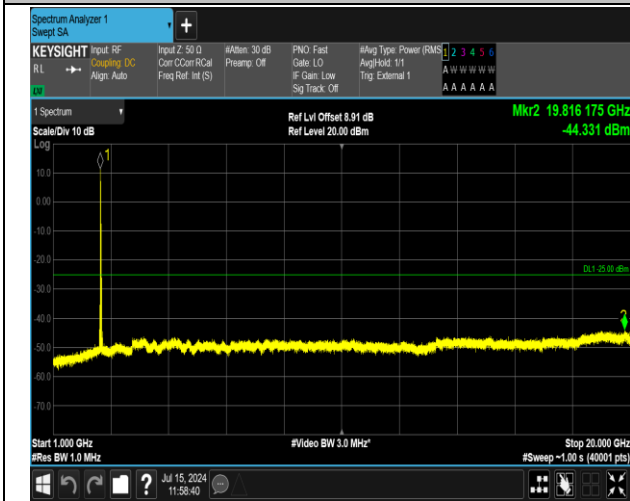 Spectrum Analyzer 1
Swept SA
+
KEYSIGHT
RL
Input: RF
Coupling: DC
Align: Auto
Input Z: 50 Ω
Corr CCorr RCal
Freq Ref: Int (S)
#Atten: 30 dB
Preamp: Off
PNO: Fast
Gate: LO
IF Gain: Low
Sig Track: Off
#Avg Type: Power (RMS
Avg|Hold: 1/1
Trig: External 1
1 2 3 4 5 6
A W W W W W
A A A A A A
LW
1 Spectrum
Scale/Div 10 dB
Ref Lvl Offset 8.91 dB
Ref Level 20.00 dBm
Mkr2 19.816 175 GHz
-44.331 dBm
Log
1
10.0
0.00
-10.0
-20.0
DL1 -25.00 dBm
-30.0
2
-40.0
-50.0
-60.0
-70.0
Start 1.000 GHz
#Video BW 3.0 MHz*
Stop 20.000 GHz
#Res BW 1.0 MHz
#Sweep ~1.00 s (40001 pts)
?
Jul 15, 2024
11:58:40